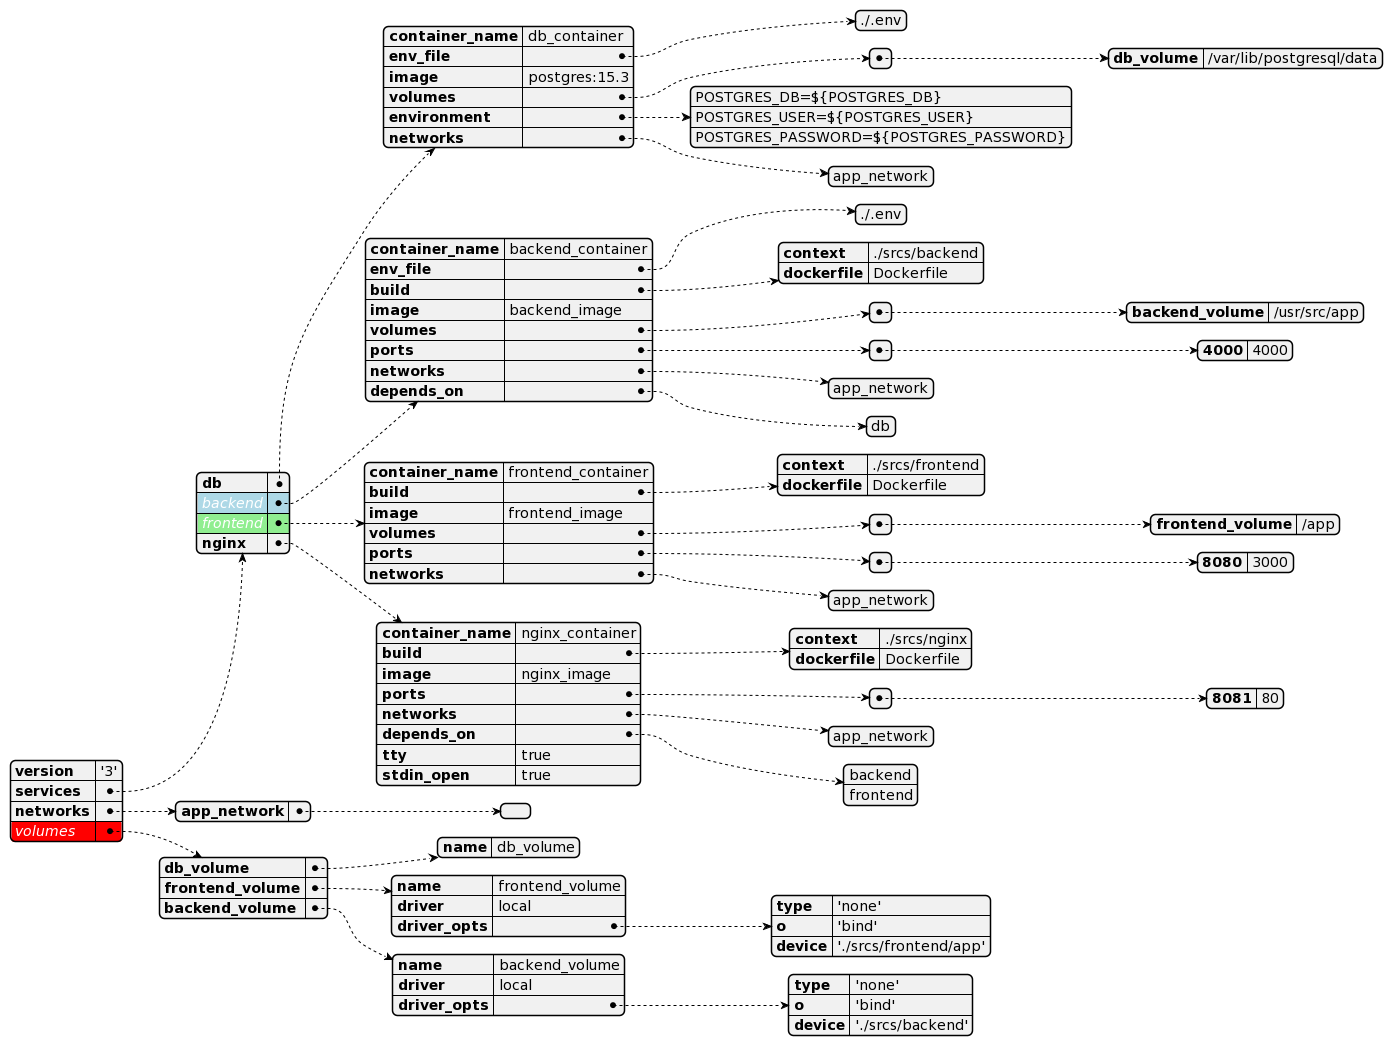 container_name db_container
env_file
image postgres:15.3
volumes
environment
networks
./.env
db_volume /var/lib/postgresql/data
POSTGRES_DB=${POSTGRES_DB}
POSTGRES_USER=${POSTGRES_USER}
POSTGRES_PASSWORD=${POSTGRES_PASSWORD}
app_network
container_name backend_container
env_file
build
image backend_image
volumes
ports
networks
depends_on
./.env
context ./srcs/backend
dockerfile Dockerfile
backend_volume /usr/src/app
4000 4000
app_network
db
db
backend
frontend
nginx
container_name frontend_container
build
image frontend_image
volumes
ports
networks
context ./srcs/frontend
dockerfile Dockerfile
frontend_volume /app
8080 3000
app_network
container_name nginx_container
build
image nginx_image
ports
networks
depends_on
tty true
stdin_open true
context ./srcs/nginx
dockerfile Dockerfile
8081 80
app_network
backend
frontend
version '3'
services
networks
volumes
app_network
db_volume
frontend_volume
backend_volume
name db_volume
name frontend_volume
driver local
driver_opts
type 'none'
o 'bind'
device './srcs/frontend/app'
name backend_volume
driver local
driver_opts
type 'none'
o 'bind'
device './srcs/backend'